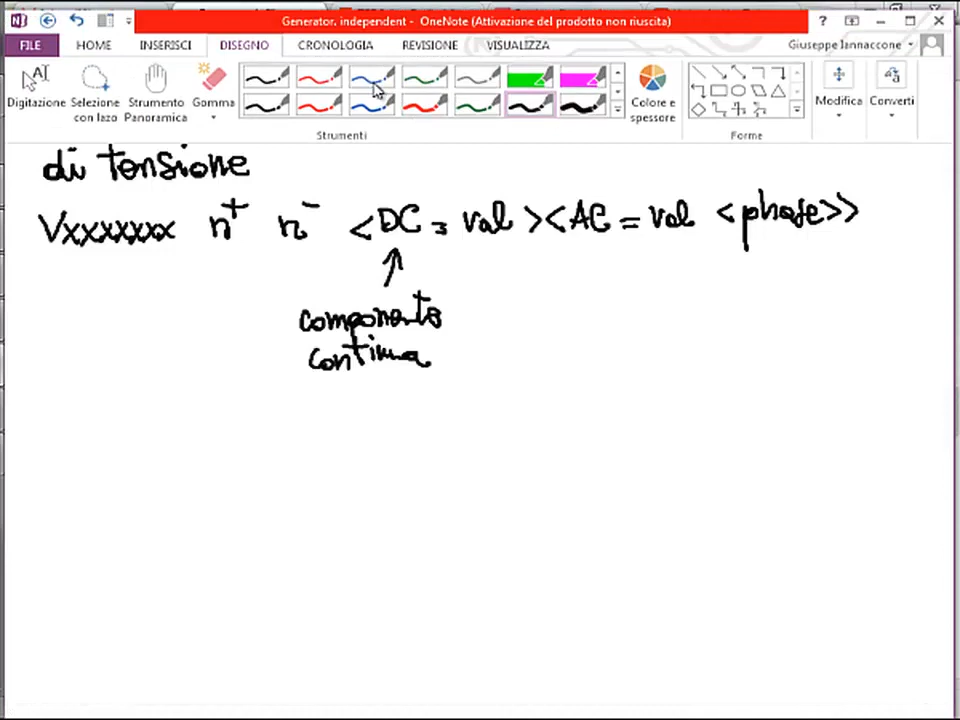 Generator. independent - OneNote (Attivazione del prodotto non riuscita)
?
FILE HOME INSERISCI DISEGNO CRONOLOGIA REVISIONE VISUALIZZA Giuseppe Iannaccone
Digitazione Selezione con lazo Strumento Panoramica Gomma Colore e spessore Modifica Converti
Strumenti Forme
di tensione
Vxxxxxxx n+ n- <DC = val ><AC = val <phase>>
componente
continua